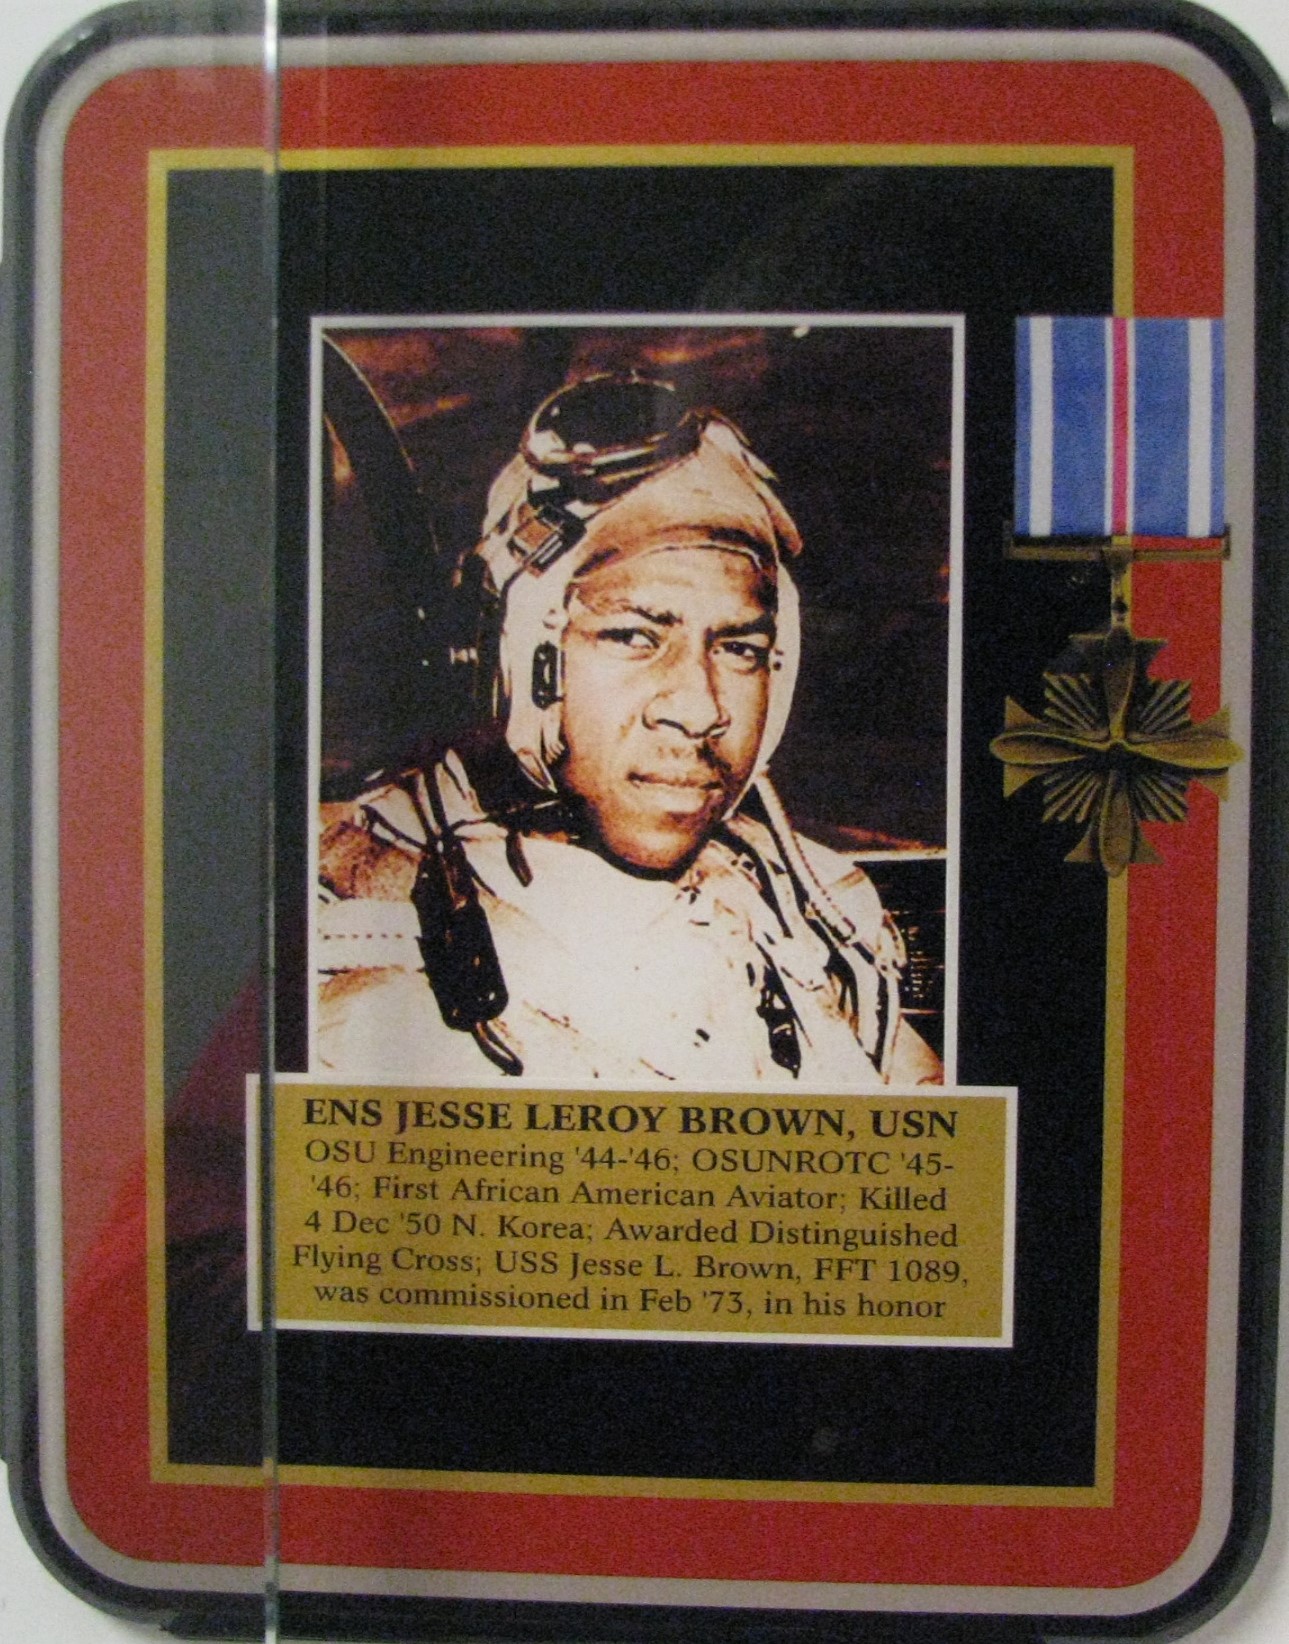 ENS JESSE LEROY BROWN, USN
OSU Engineering '44-'46; OSUNROTC '45-
'46; First African American Aviator; Killed
4 Dec '50 N. Korea; Awarded Distinguished
Flying Cross; USS Jesse L. Brown, FFT 1089,
was commissioned in Feb '73, in his honor